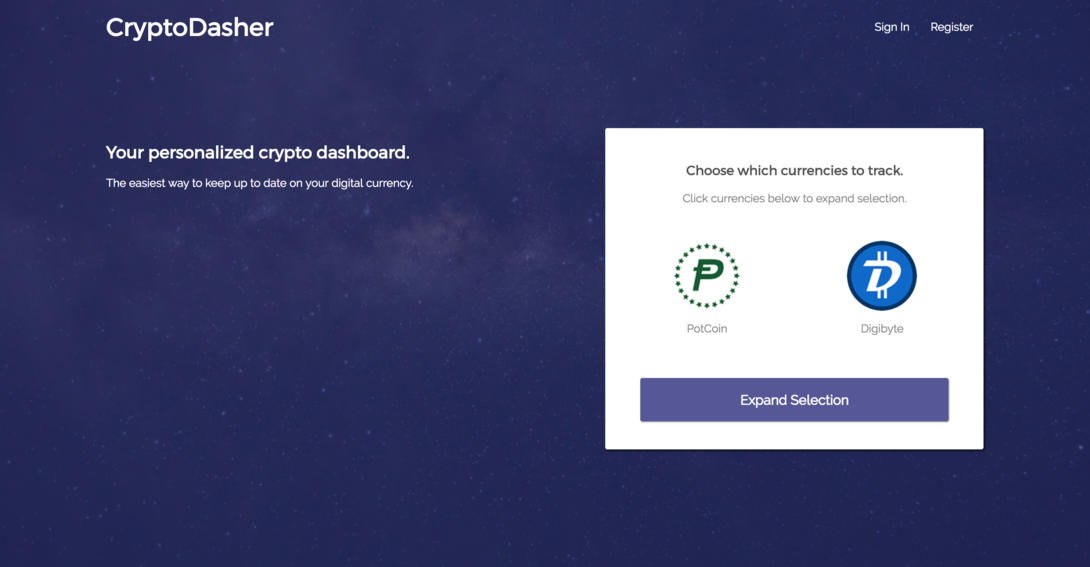 CryptoDasher
Sign In
Register
Your personalized crypto dashboard.
The easiest way to keep up to date on your digital currency.
Choose which currencies to track.
Click currencies below to expand selection.
PotCoin
Digibyte
Expand Selection